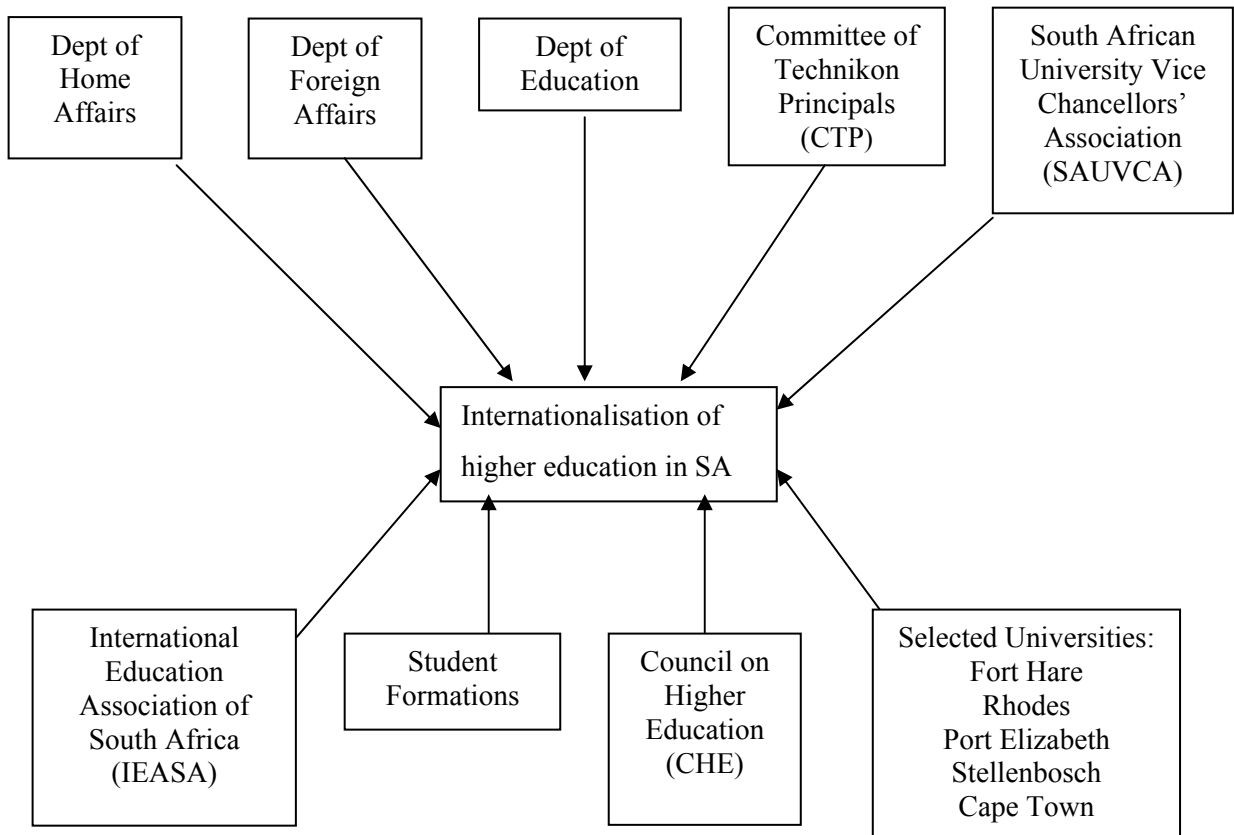 Dept of
Home
Affairs
Dept of
Foreign
Affairs
Dept of
Education
Committee of
Technikon
Principals
(CTP)
South African
University Vice
Chancellors’
Association
(SAUVCA)
Internationalisation of
higher education in SA
International
Education
Association of
South Africa
(IEASA)
Student
Formations
Council on
Higher
Education
(CHE)
Selected Universities:
Fort Hare
Rhodes
Port Elizabeth
Stellenbosch
Cape Town